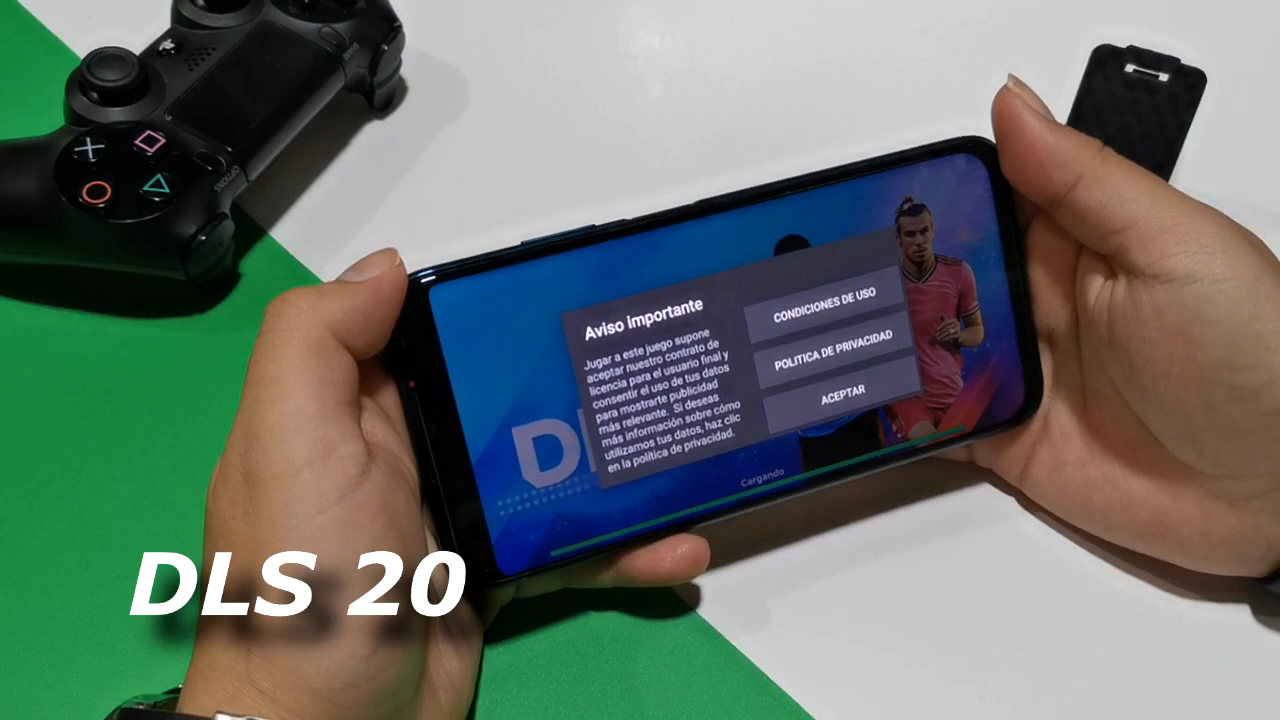 OPTIONS
Aviso importante
Jugar a este juego supone
aceptar nuestro contrato de
licencia para el usuario final y
consentir el uso de tus datos
para mostrarte publicidad
más relevante. Si deseas
más información sobre cómo
utilizamos tus datos, haz clic
en la política de privacidad.
CONDICIONES DE USO
POLITICA DE PRIVACIDAD
ACEPTAR
Cargando
DLS 20